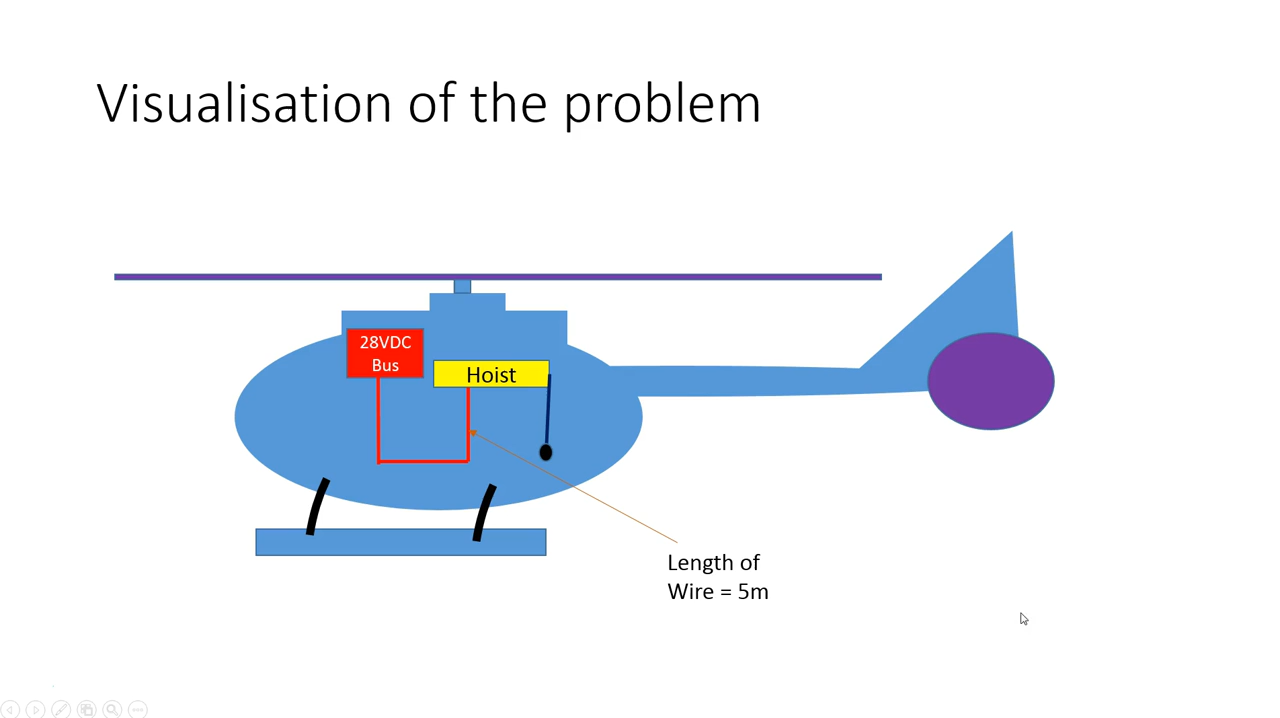 Visualisation of the problem
28VDC
Bus
Hoist
Length of
Wire = 5m